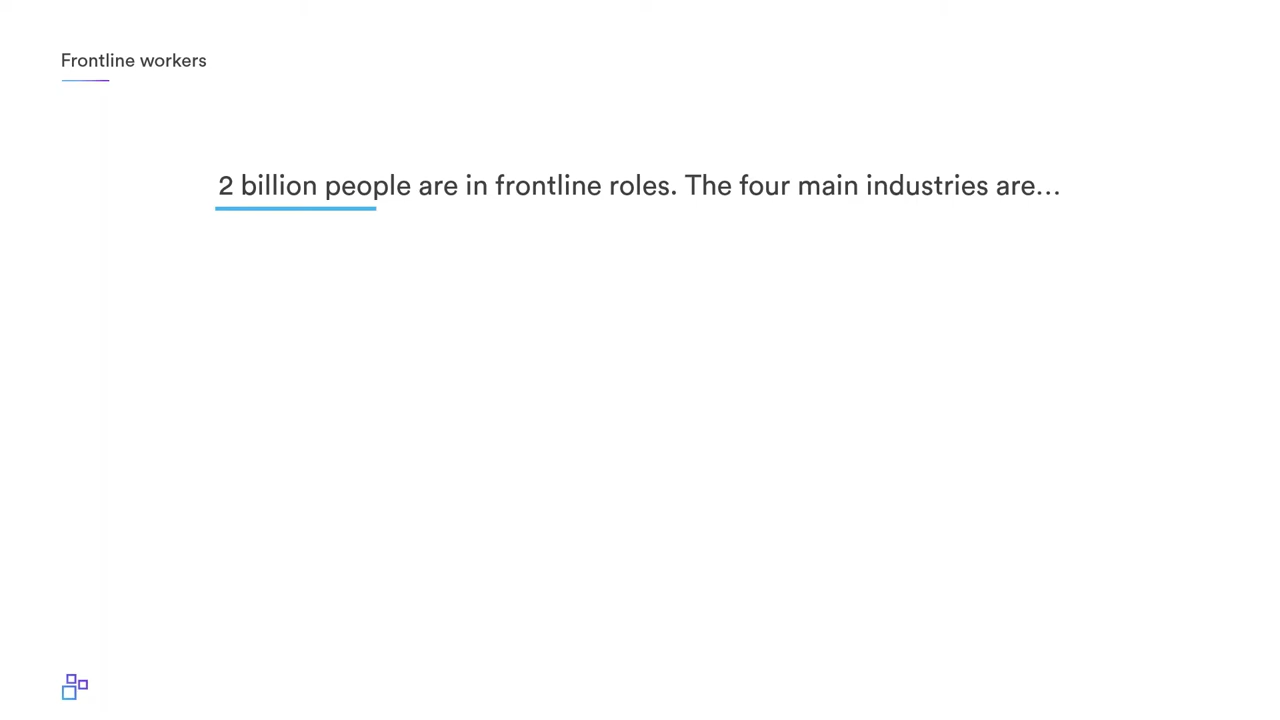 Frontline workers
2 billion people are in frontline roles. The four main industries are…